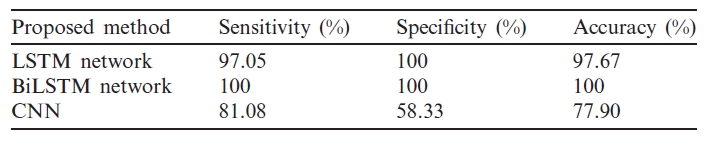 Proposed method Sensitivity (%) Specificity (%) Accuracy (%)
LSTM network 97.05 100 97.67
BiLSTM network 100 100 100
CNN 81.08 58.33 77.90